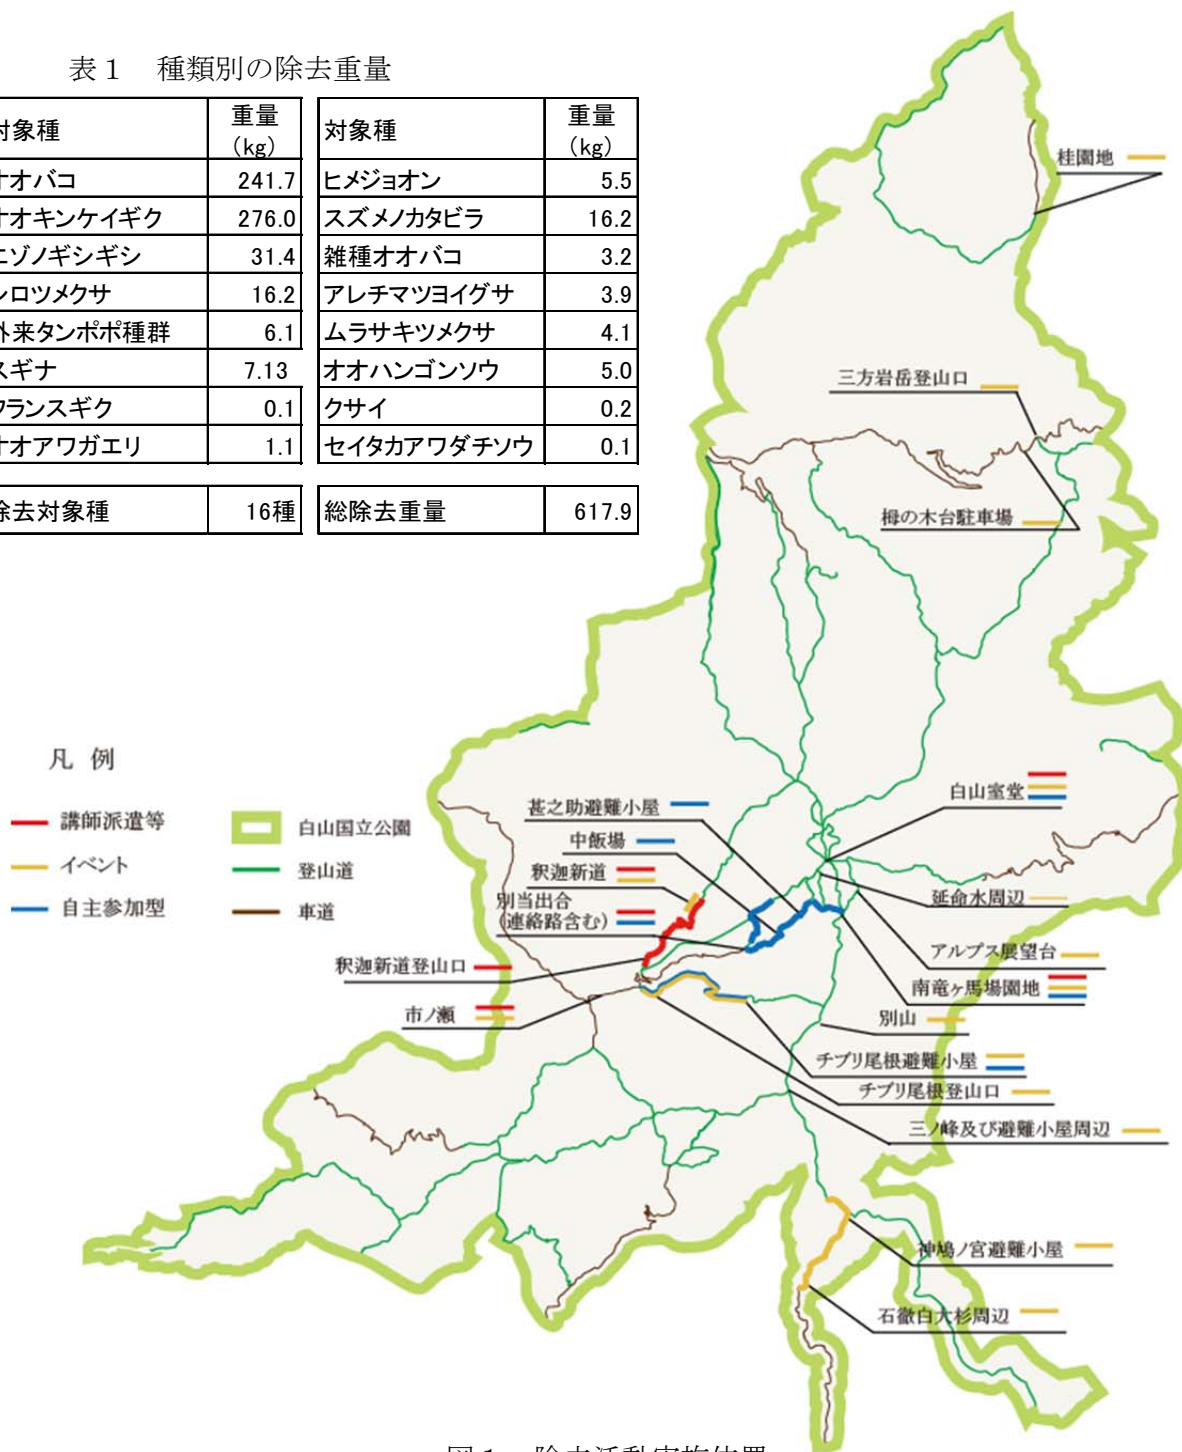 表１　種類別の除去重量
対象種 重量（kg） 対象種 重量（kg）
オオバコ 241.7 ヒメジョオン 5.5
オオキンケイギク 276.0 スズメノカタビラ 16.2
エゾノギシギシ 31.4 雑種オオバコ 3.2
シロツメクサ 16.2 アレチマツヨイグサ 3.9
外来タンポポ種群 6.1 ムラサキツメクサ 4.1
スギナ 7.13 オオハンゴンソウ 5.0
フランスギク 0.1 クサイ 0.2
オオアワガエリ 1.1 セイタカアワダチソウ 0.1
除去対象種 16種 総除去重量 617.9
桂園地
三方岩岳登山口
栂の木台駐車場
凡 例
講師派遣等
イベント
自主参加型
白山国立公園
登山道
車道
白山室堂
甚之助避難小屋
中飯場
釈迦新道
別当出合
（連絡路含む）
釈迦新道登山口
市ノ瀬
延命水周辺
アルプス展望台
南竜ヶ馬場園地
別山
チブリ尾根避難小屋
チブリ尾根登山口
三ノ峰及び避難小屋周辺
神鳩ノ宮避難小屋
石徹白大杉周辺
図１　除去活動実施位置